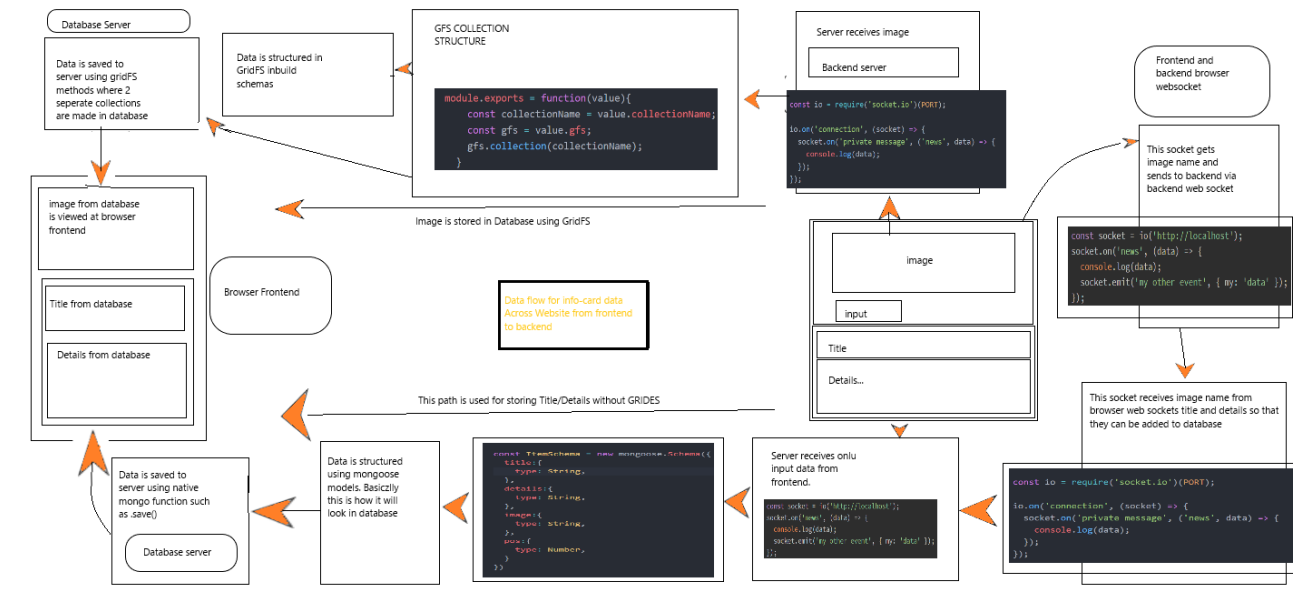 Database Server
Data is saved to
server using gridFS
methods where 2
seperate collections
are made in database
Data is structured in
GridFS inbuild
schemas
GFS COLLECTION
STRUCTURE
module.exports = function(value){
const collectionName = value.collectionName;
const gfs = value.gfs;
gfs.collection(collectionName);
}
Server receives image
Backend server
const io = require('socket.io')(PORT);
io.on('connection', (socket) => {
socket.on('private message', ('news', data) => {
console.log(data);
});
});
Frontend and
backend browser
websocket
This socket gets
image name and
sends to backend via
backend web socket
const socket = io('http://localhost');
socket.on('news', (data) => {
console.log(data);
socket.emit('my other event', { my: 'data' });
});
image from database
is viewed at browser
frontend
Title from database
Details from database
Browser Frontend
Image is stored in Database using GridFS
Data flow for info-card data
Across Website from frontend
to backend
image
input
Title
Details...
This path is used for storing Title/Details without GRIDES
This socket receives image name from
browser web sockets title and details so that
they can be added to database
const io = require('socket.io')(PORT);
io.on('connection', (socket) => {
socket.on('private message', ('news', data) => {
console.log(data);
});
});
Server receives onlu
input data from
frontend.
const socket = io('http://localhost');
socket.on('news', (data) => {
console.log(data);
socket.emit('my other event', { my: 'data' });
});
const ItemSchema = new mongoose.Schema({
title:{
type: String,
},
details:{
type: String,
},
image:{
type: String,
},
pos:{
type: Number,
}
})
Data is structured
using mongoose
models. Basiczlly
this is how it will
look in database
Data is saved to
server using native
mongo function such
as .save()
Database server